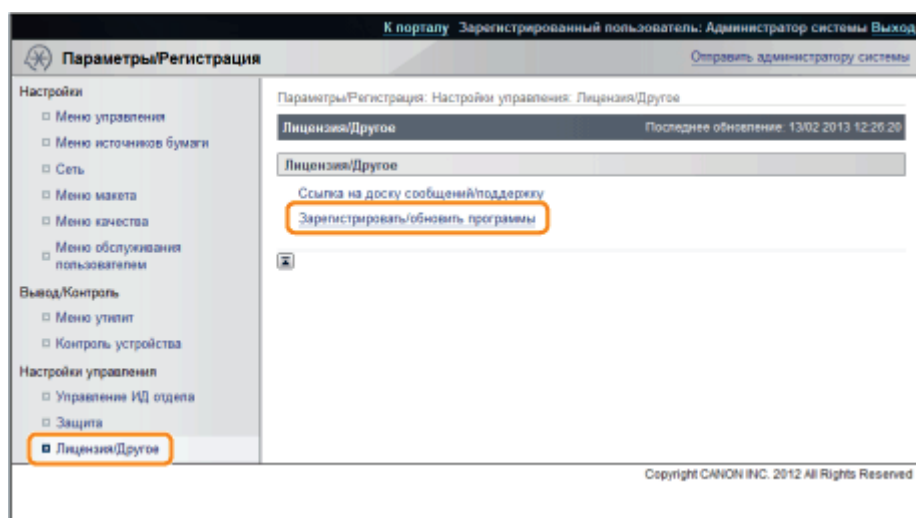 К порталу Зарегистрированный пользователь: Администратор системы Выход
Параметры/Регистрация
Отправить администратору системы
Настройки
Меню управления
Меню источников бумаги
Сеть
Меню макета
Меню качества
Меню обслуживания
пользователем
Вывод/Контроль
Меню утилит
Контроль устройства
Настройки управления
Управление ИД отдела
Защита
Лицензия/Другое
Параметры/Регистрация: Настройки управления: Лицензия/Другое
Лицензия/Другое
Последнее обновление: 13/02 2013 12:26:20
Лицензия/Другое
Ссылка на доску сообщений/поддержку
Зарегистрировать/обновить программы
Copyright CANON INC. 2012 All Rights Reserved